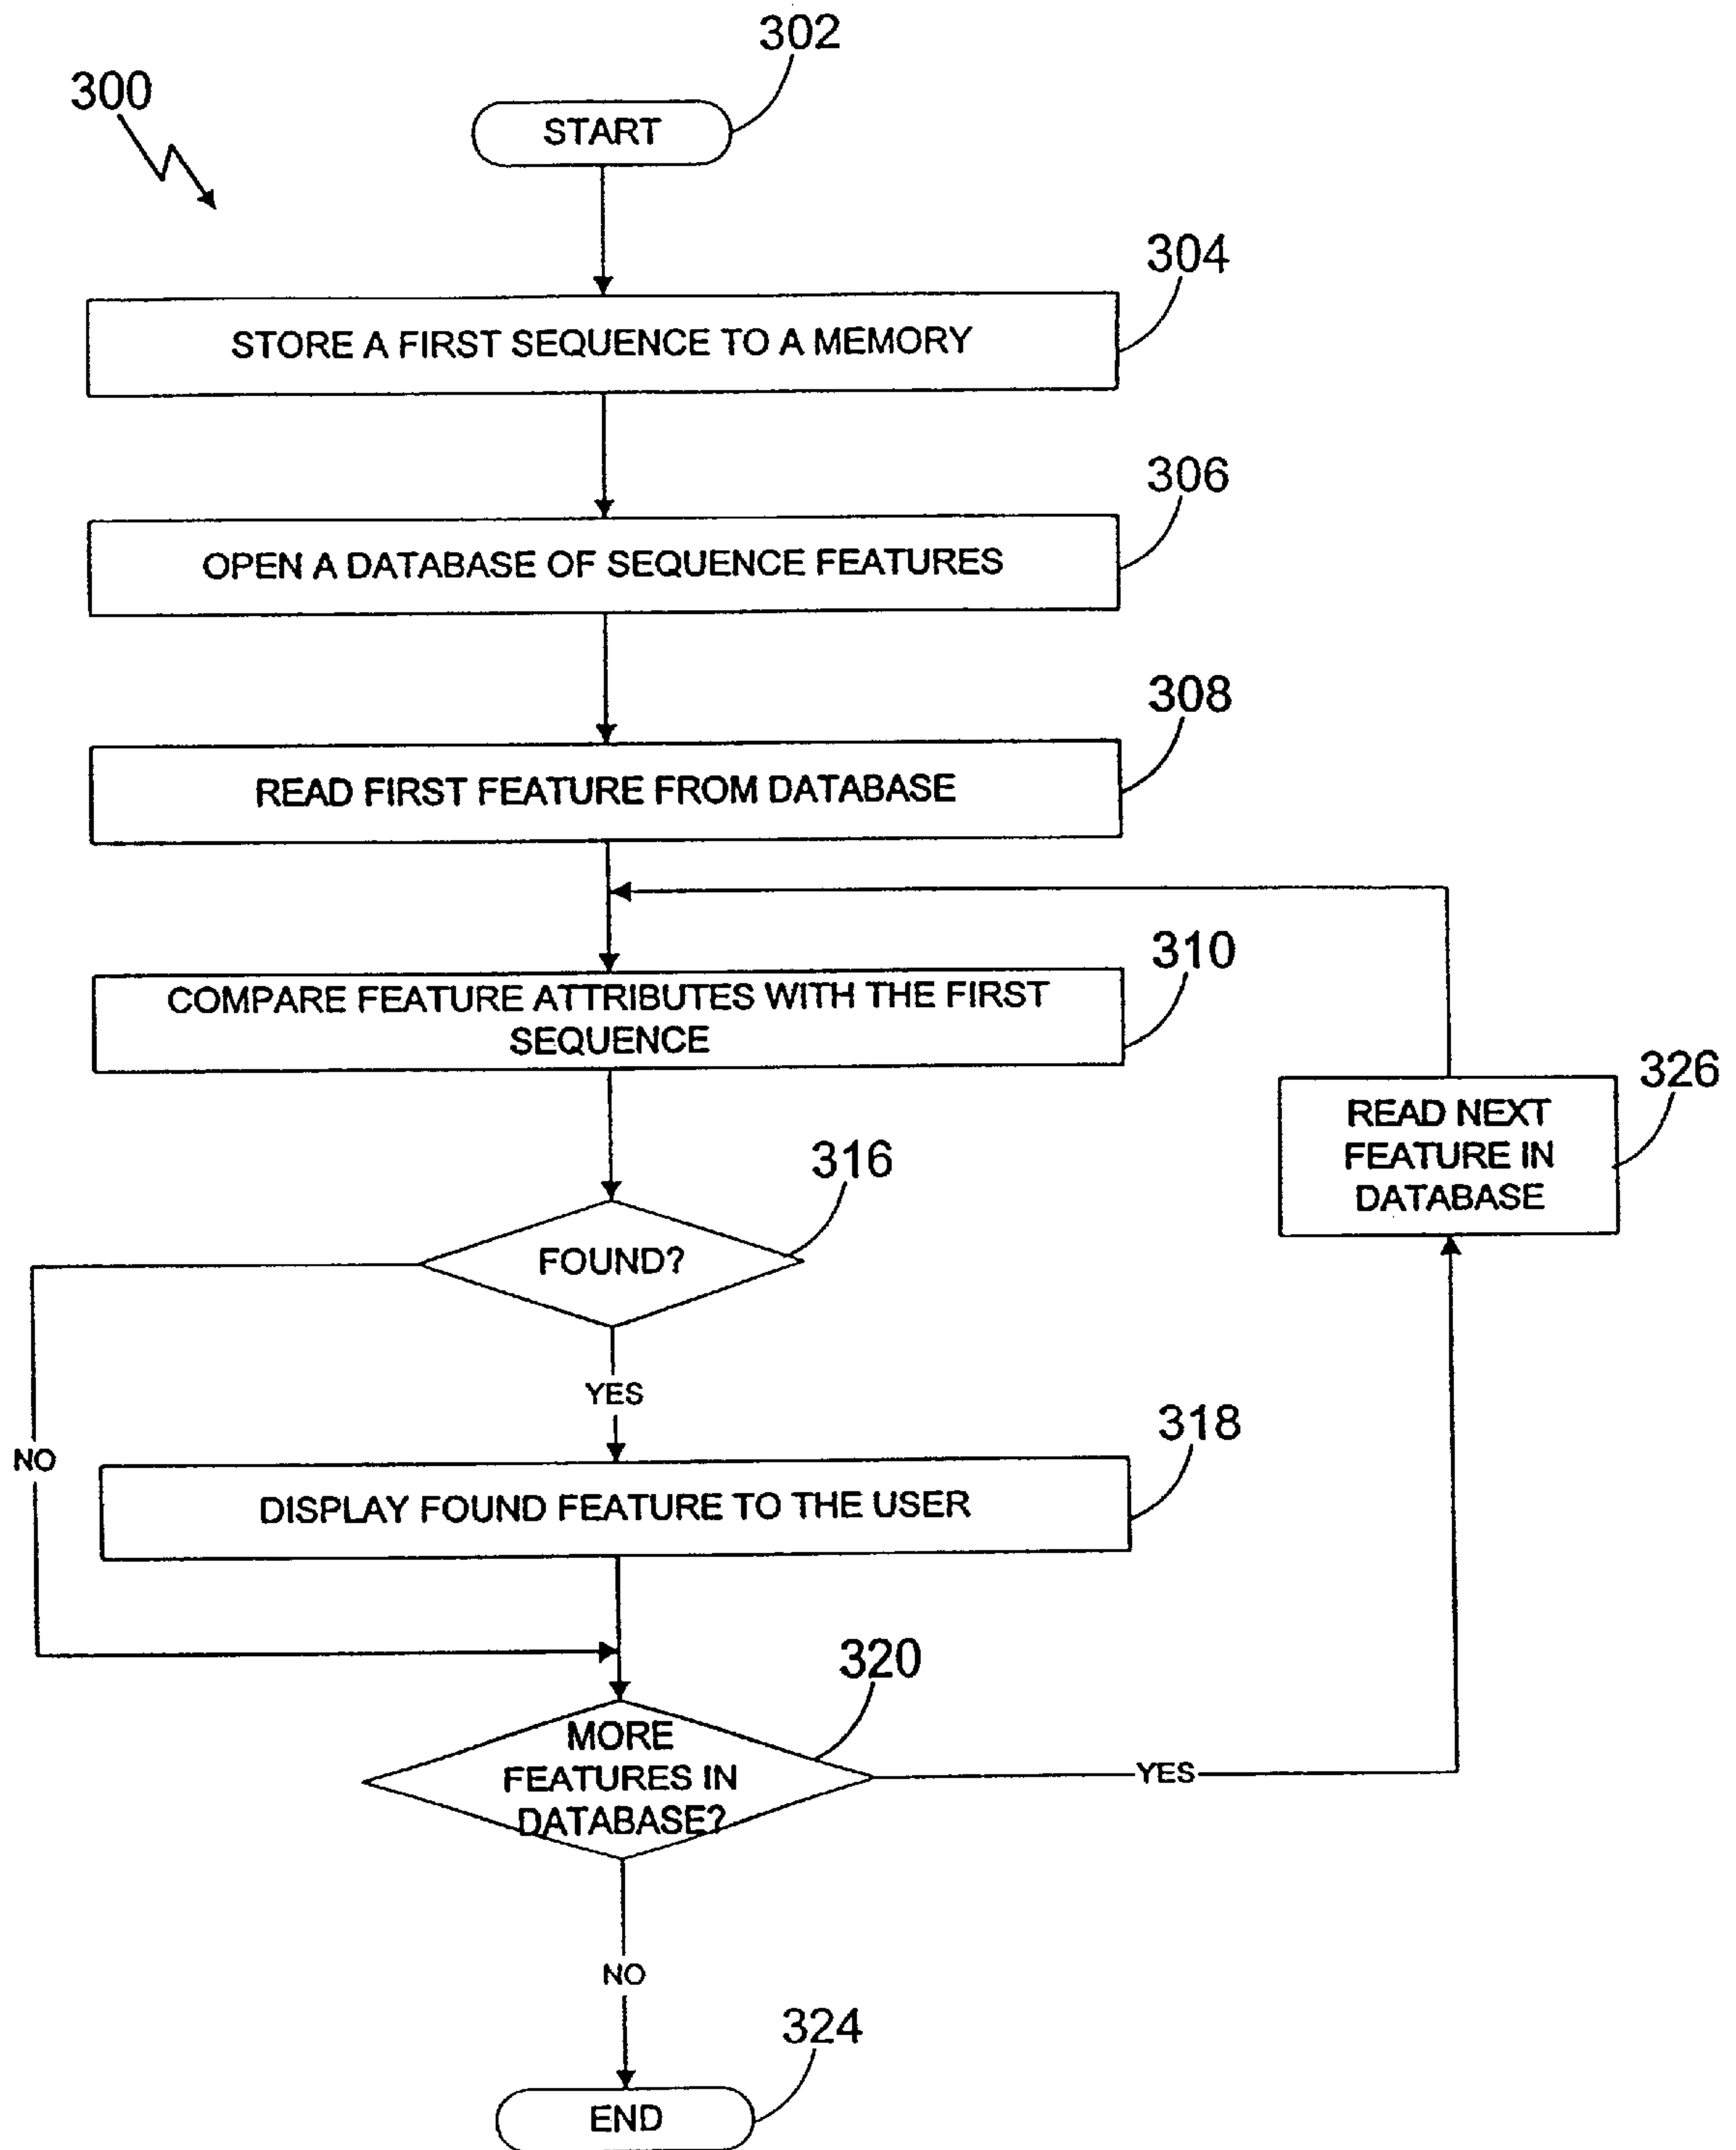 302
300
START
304
STORE A FIRST SEQUENCE TO A MEMORY
306
OPEN A DATABASE OF SEQUENCE FEATURES
308
READ FIRST FEATURE FROM DATABASE
310
COMPARE FEATURE ATTRIBUTES WITH THE FIRST
SEQUENCE
326
READ NEXT
FEATURE IN
DATABASE
316
FOUND?
YES
NO
318
DISPLAY FOUND FEATURE TO THE USER
320
MORE
FEATURES IN
DATABASE?
YES
NO
324
END